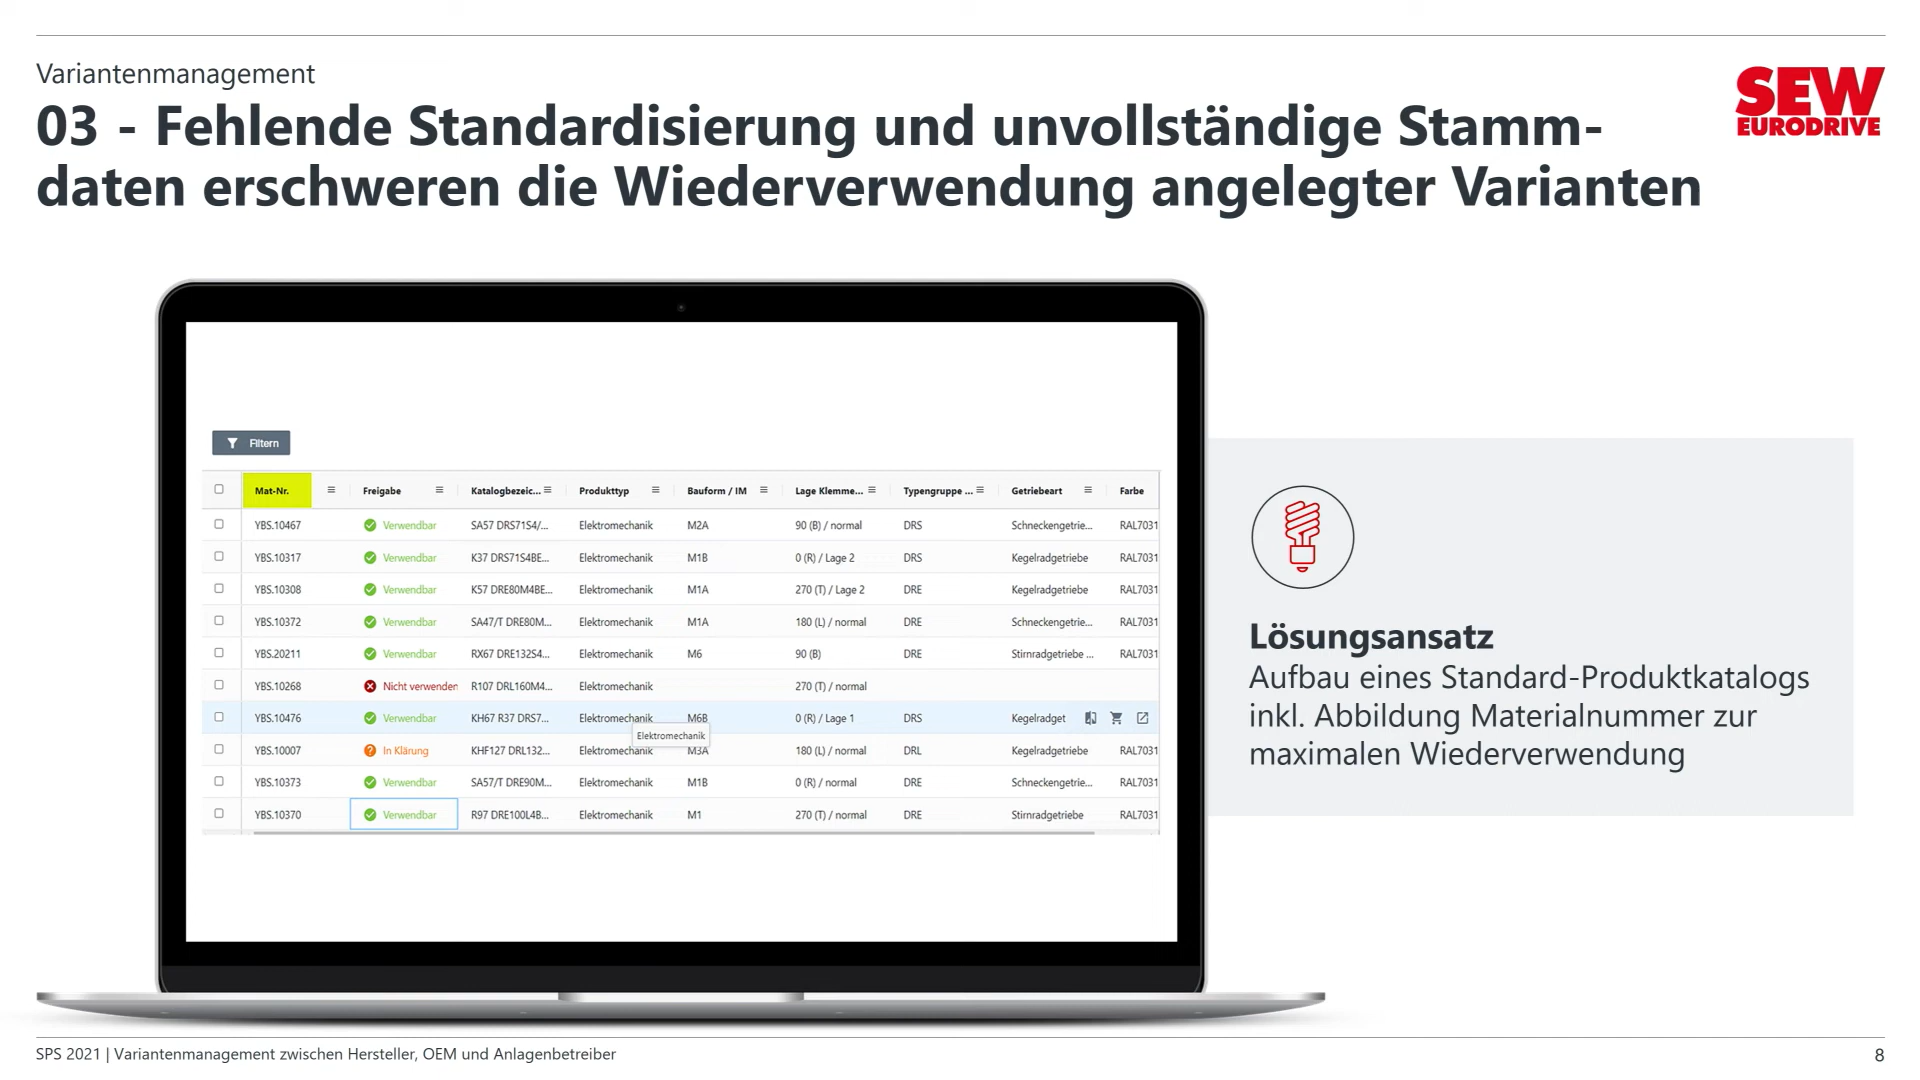 Variantenmanagement
03 - Fehlende Standardisierung und unvollständige Stamm-
daten erschweren die Wiederverwendung angelegter Varianten
SEW
EURODRIVE
Filtern
Mat-Nr. Freigabe Katalogbezeic... Produkttyp Bauform / IM Lage Klemme... Typengruppe ... Getriebeart Farbe
YBS.10467 Verwendbar SA57 DRS71S4/... Elektromechanik M2A 90 (B) / normal DRS Schneckengetrie... RAL7031
YBS.10317 Verwendbar K37 DRS71S4BE... Elektromechanik M1B 0 (R) / Lage 2 DRS Kegelradgetriebe RAL7031
YBS.10308 Verwendbar K57 DRE80M4BE... Elektromechanik M1A 270 (T) / Lage 2 DRE Kegelradgetriebe RAL7031
YBS.10372 Verwendbar SA47/T DRE80M... Elektromechanik M1A 180 (L) / normal DRE Schneckengetrie... RAL7031
YBS.20211 Verwendbar RX67 DRE132S4... Elektromechanik M6 90 (B) DRE Stirnradgetriebe ... RAL7031
YBS.10268 Nicht verwenden R107 DRL160M4... Elektromechanik 270 (T) / normal
YBS.10476 Verwendbar KH67 R37 DRS7... Elektromechanik M6B 0 (R) / Lage 1 DRS Kegelradget
Elektromechanik
YBS.10007 In Klärung KHF127 DRL132... Elektromechanik M3A 180 (L) / normal DRL Kegelradgetriebe RAL7031
YBS.10373 Verwendbar SA57/T DRE90M... Elektromechanik M1B 0 (R) / normal DRE Schneckengetrie... RAL7031
YBS.10370 Verwendbar R97 DRE100L4B... Elektromechanik M1 270 (T) / normal DRE Stirnradgetriebe RAL7031
Lösungsansatz
Aufbau eines Standard-Produktkatalogs
inkl. Abbildung Materialnummer zur
maximalen Wiederverwendung
SPS 2021 | Variantenmanagement zwischen Hersteller, OEM und Anlagenbetreiber
8